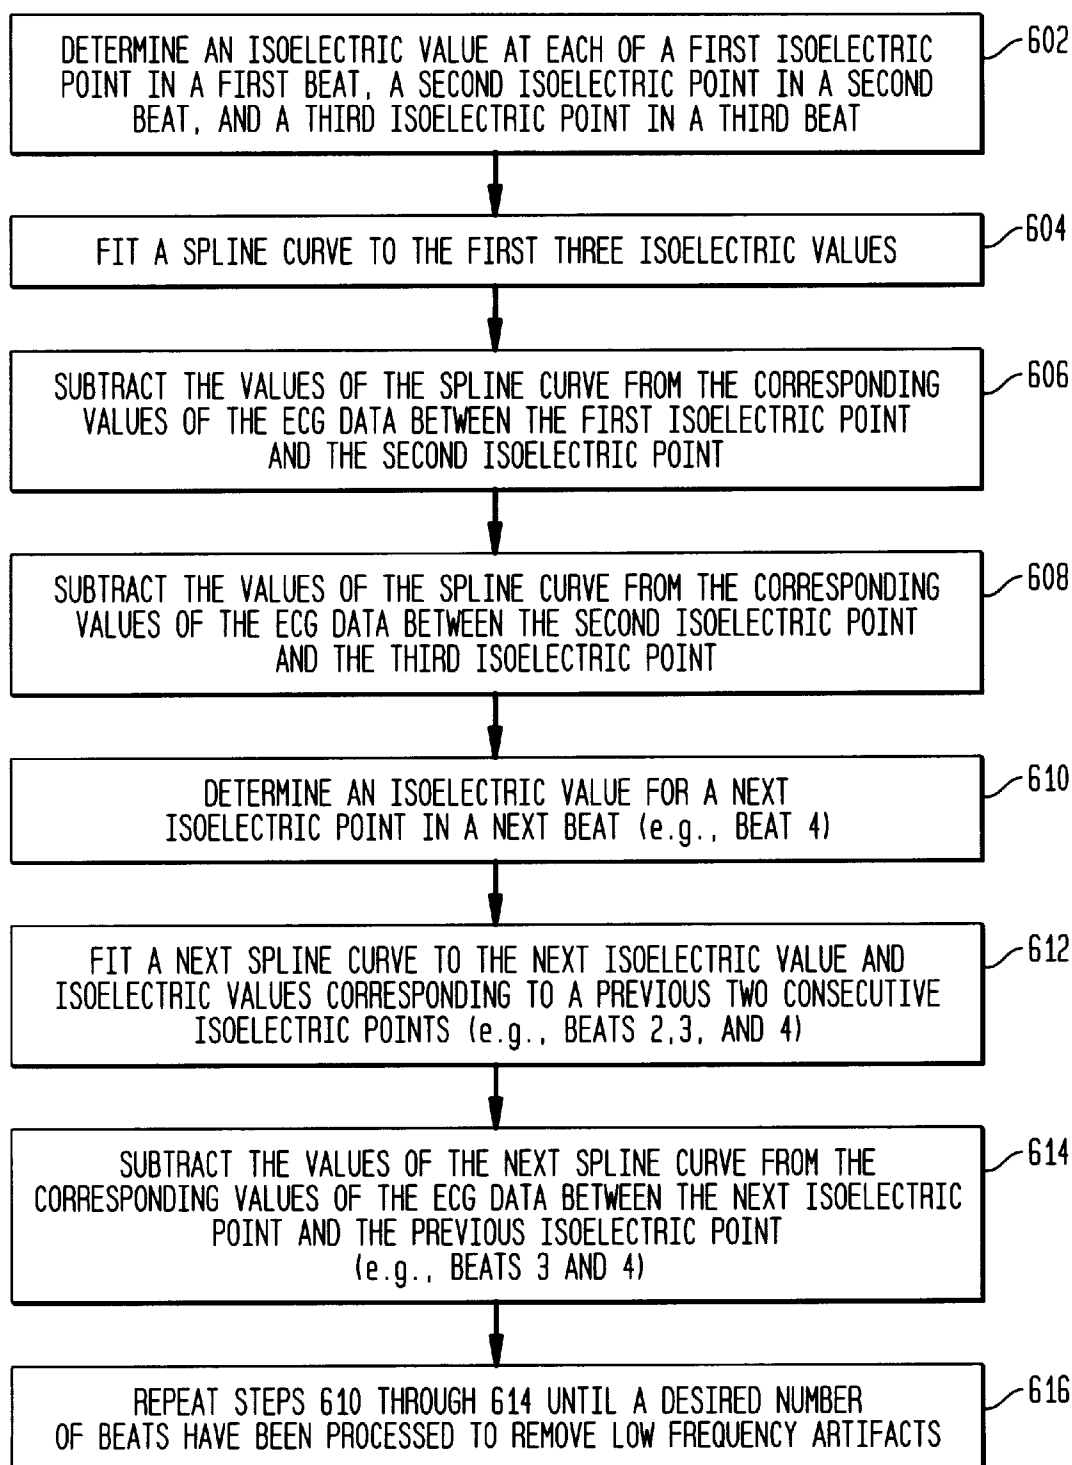 DETERMINE AN ISOELECTRIC VALUE AT EACH OF A FIRST ISOELECTRIC
POINT IN A FIRST BEAT, A SECOND ISOELECTRIC POINT IN A SECOND
BEAT, AND A THIRD ISOELECTRIC POINT IN A THIRD BEAT
602
FIT A SPLINE CURVE TO THE FIRST THREE ISOELECTRIC VALUES
604
SUBTRACT THE VALUES OF THE SPLINE CURVE FROM THE CORRESPONDING
VALUES OF THE ECG DATA BETWEEN THE FIRST ISOELECTRIC POINT
AND THE SECOND ISOELECTRIC POINT
606
SUBTRACT THE VALUES OF THE SPLINE CURVE FROM THE CORRESPONDING
VALUES OF THE ECG DATA BETWEEN THE SECOND ISOELECTRIC POINT
AND THE THIRD ISOELECTRIC POINT
608
DETERMINE AN ISOELECTRIC VALUE FOR A NEXT
ISOELECTRIC POINT IN A NEXT BEAT (e.g., BEAT 4)
610
FIT A NEXT SPLINE CURVE TO THE NEXT ISOELECTRIC VALUE AND
ISOELECTRIC VALUES CORRESPONDING TO A PREVIOUS TWO CONSECUTIVE
ISOELECTRIC POINTS (e.g., BEATS 2,3, AND 4)
612
SUBTRACT THE VALUES OF THE NEXT SPLINE CURVE FROM THE
CORRESPONDING VALUES OF THE ECG DATA BETWEEN THE NEXT ISOELECTRIC
POINT AND THE PREVIOUS ISOELECTRIC POINT
(e.g., BEATS 3 AND 4)
614
REPEAT STEPS 610 THROUGH 614 UNTIL A DESIRED NUMBER
OF BEATS HAVE BEEN PROCESSED TO REMOVE LOW FREQUENCY ARTIFACTS
616